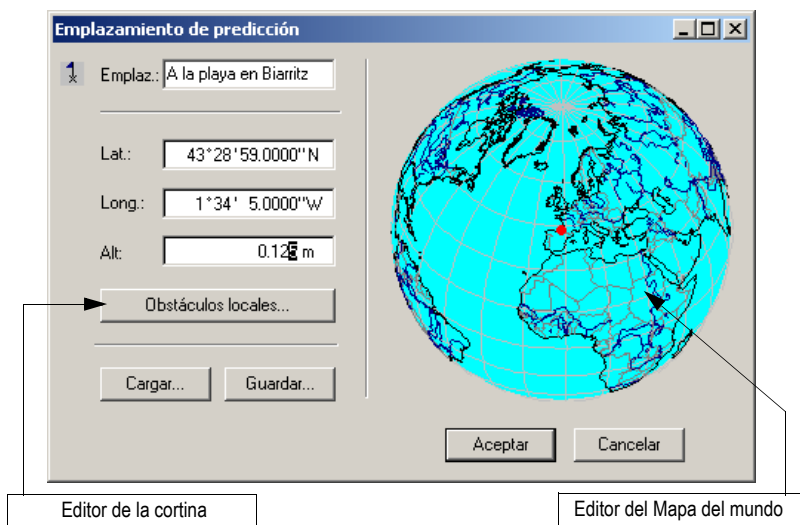 Emplazamiento de predicción
Emplaz.: A la playa en Biarritz
Lat.: 43°28'59.0000"N
Long.: 1°34' 5.0000"W
Alt: 0.125 m
Obstáculos locales...
Cargar... Guardar...
Aceptar Cancelar
Editor de la cortina
Editor del Mapa del mundo